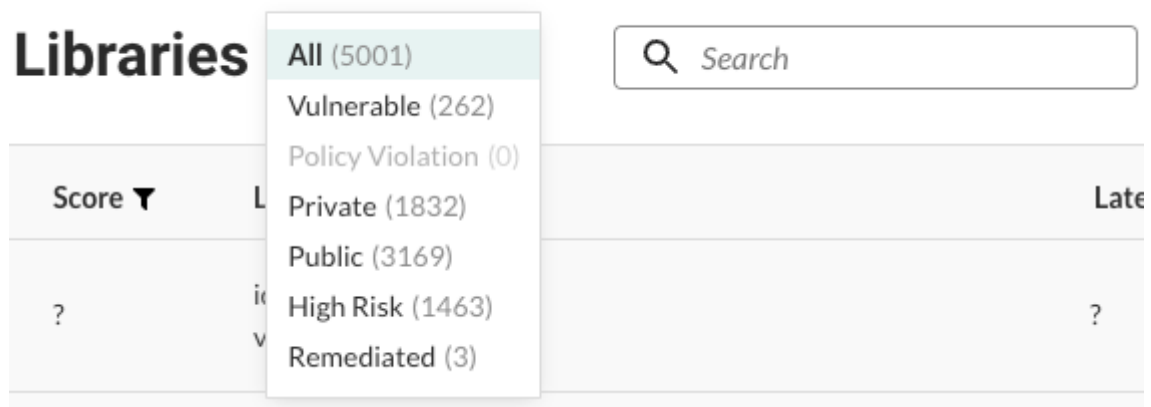 Libraries
All (5001)
Search
Vulnerable (262)
Policy Violation (0)
Score
Private (1832)
Public (3169)
High Risk (1463)
Remediated (3)
?
?